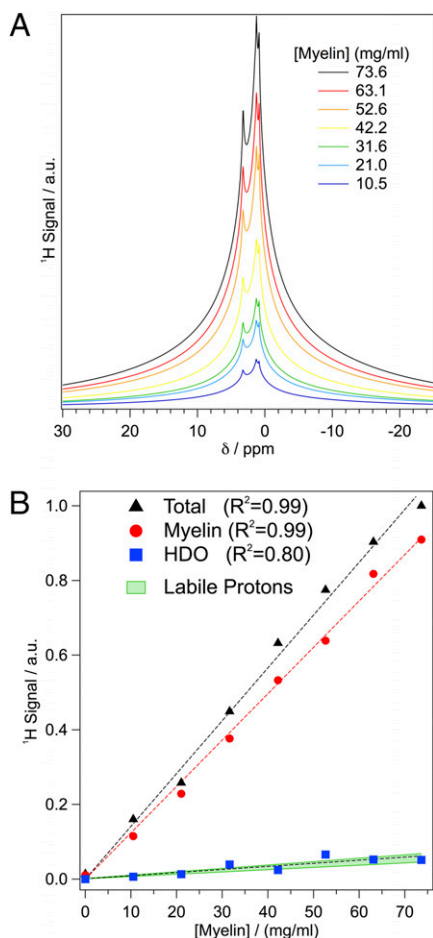 A
[Myelin] (mg/ml)
73.6
63.1
52.6
42.2
31.6
21.0
10.5
¹H Signal / a.u.
30 20 10 0 -10 -20
δ / ppm
B
1.0
0.8
0.6
0.4
0.2
0.0
Total (R²=0.99)
Myelin (R²=0.99)
HDO (R²=0.80)
Labile Protons
¹H Signal / a.u.
0 10 20 30 40 50 60 70
[Myelin] / (mg/ml)